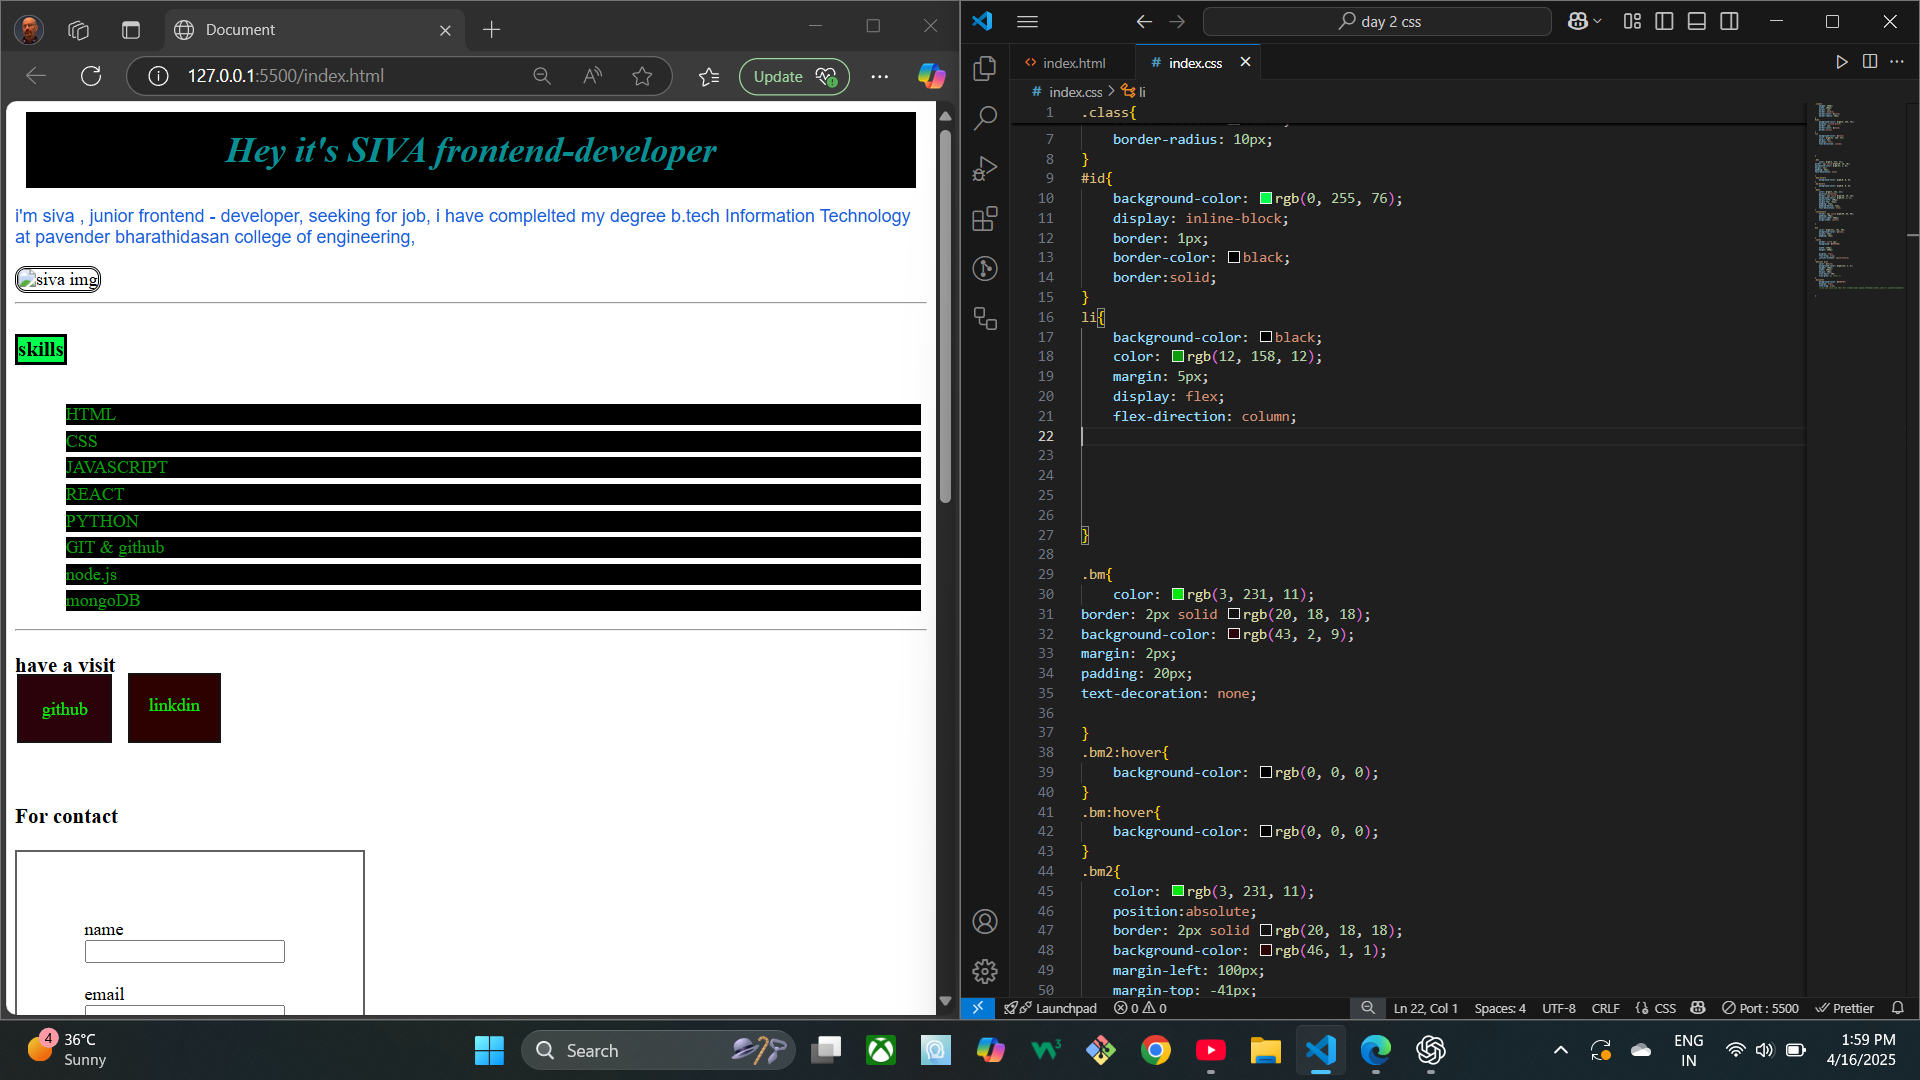 Document
127.0.0.1:5500/index.html
Update
Hey it's SIVA frontend-developer
i'm siva , junior frontend - developer, seeking for job, i have complelted my degree b.tech Information Technology
at pavender bharathidasan college of engineering,
siva img
skills
HTML
CSS
JAVASCRIPT
REACT
PYTHON
GIT & github
node.js
mongoDB
have a visit
github
linkdin
For contact
name
email
day 2 css
index.html
# index.css
# index.css > li
1 .class{
7 border-radius: 10px;
8 }
9 #id{
10 background-color: rgb(0, 255, 76);
11 display: inline-block;
12 border: 1px;
13 border-color: black;
14 border:solid;
15 }
16 li{
17 background-color: black;
18 color: rgb(12, 158, 12);
19 margin: 5px;
20 display: flex;
21 flex-direction: column;
22
23
24
25
26
27 }
28
29 .bm{
30 color: rgb(3, 231, 11);
31 border: 2px solid rgb(20, 18, 18);
32 background-color: rgb(43, 2, 9);
33 margin: 2px;
34 padding: 20px;
35 text-decoration: none;
36
37 }
38 .bm2:hover{
39 background-color: rgb(0, 0, 0);
40 }
41 .bm:hover{
42 background-color: rgb(0, 0, 0);
43 }
44 .bm2{
45 color: rgb(3, 231, 11);
46 position:absolute;
47 border: 2px solid rgb(20, 18, 18);
48 background-color: rgb(46, 1, 1);
49 margin-left: 100px;
50 margin-top: -41px;
Launchpad 0 0 Ln 22, Col 1 Spaces: 4 UTF-8 CRLF {} CSS Port : 5500 Prettier
4
36°C
Sunny
Search
ENG
IN
1:59 PM
4/16/2025